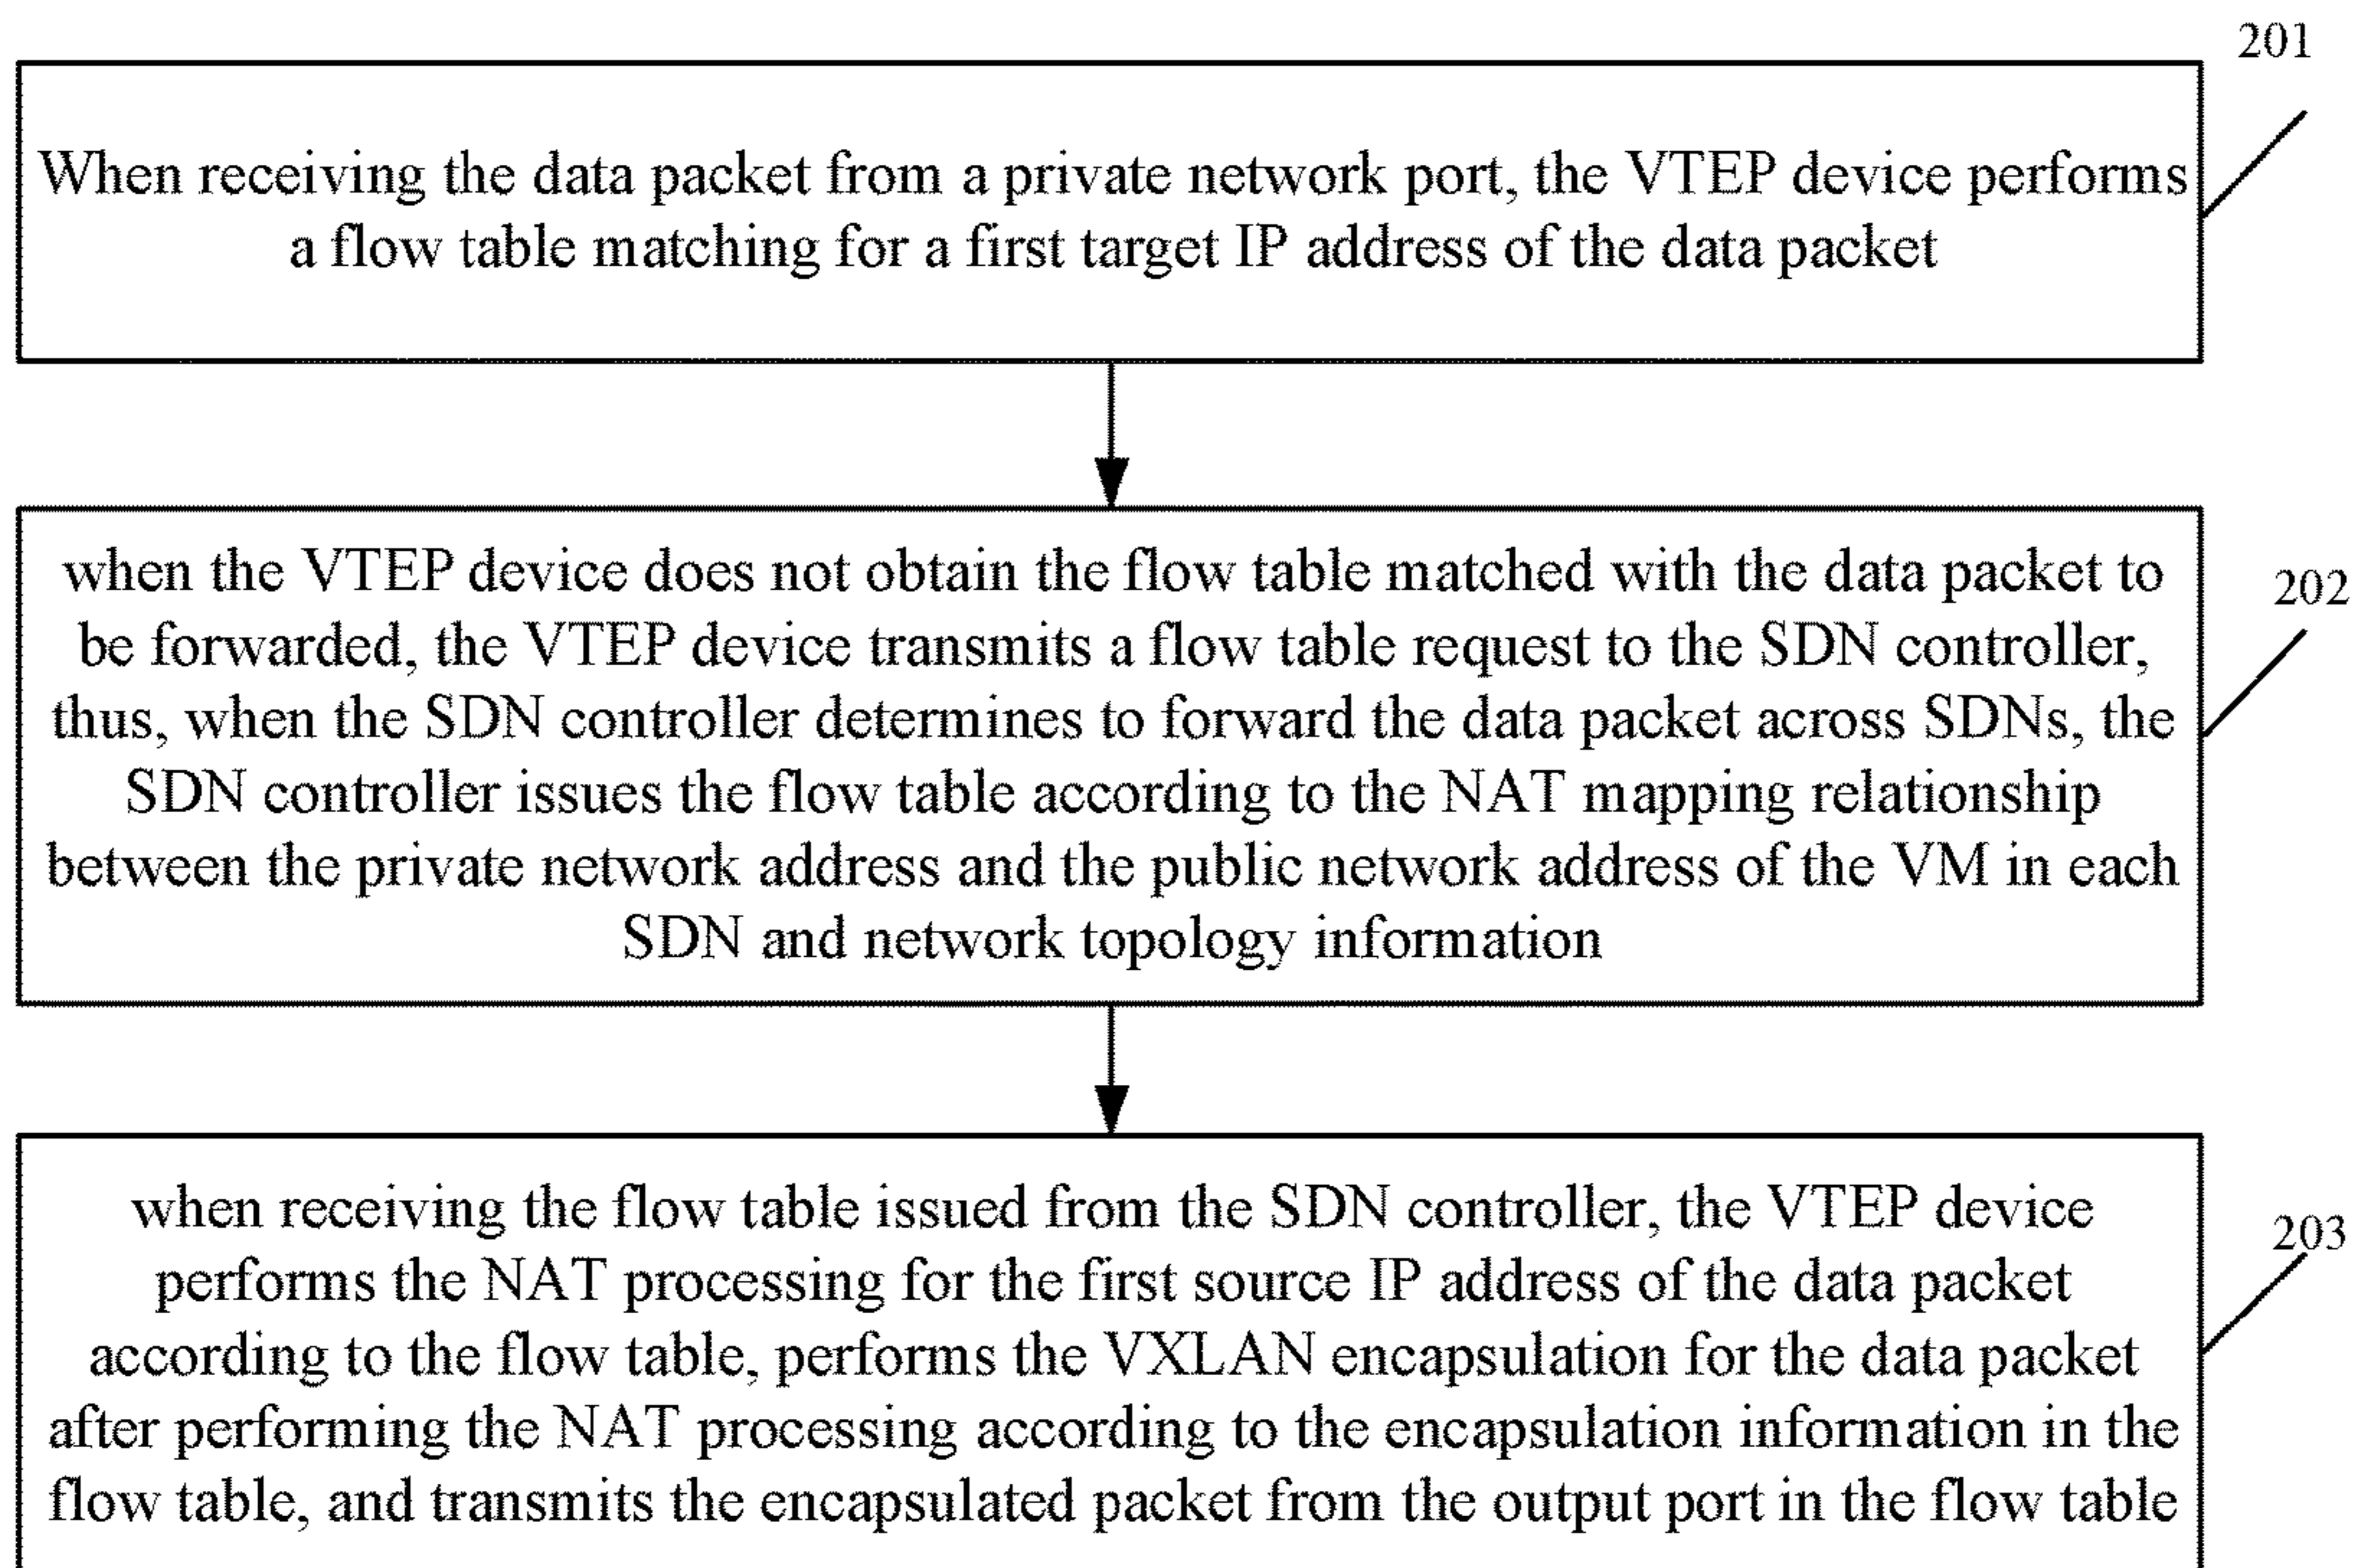 201
When receiving the data packet from a private network port, the VTEP device performs
a flow table matching for a first target IP address of the data packet
when the VTEP device does not obtain the flow table matched with the data packet to
be forwarded, the VTEP device transmits a flow table request to the SDN controller,
thus, when the SDN controller determines to forward the data packet across SDNs, the
SDN controller issues the flow table according to the NAT mapping relationship
between the private network address and the public network address of the VM in each
SDN and network topology information
202
when receiving the flow table issued from the SDN controller, the VTEP device
performs the NAT processing for the first source IP address of the data packet
according to the flow table, performs the VXLAN encapsulation for the data packet
after performing the NAT processing according to the encapsulation information in the
flow table, and transmits the encapsulated packet from the output port in the flow table
203